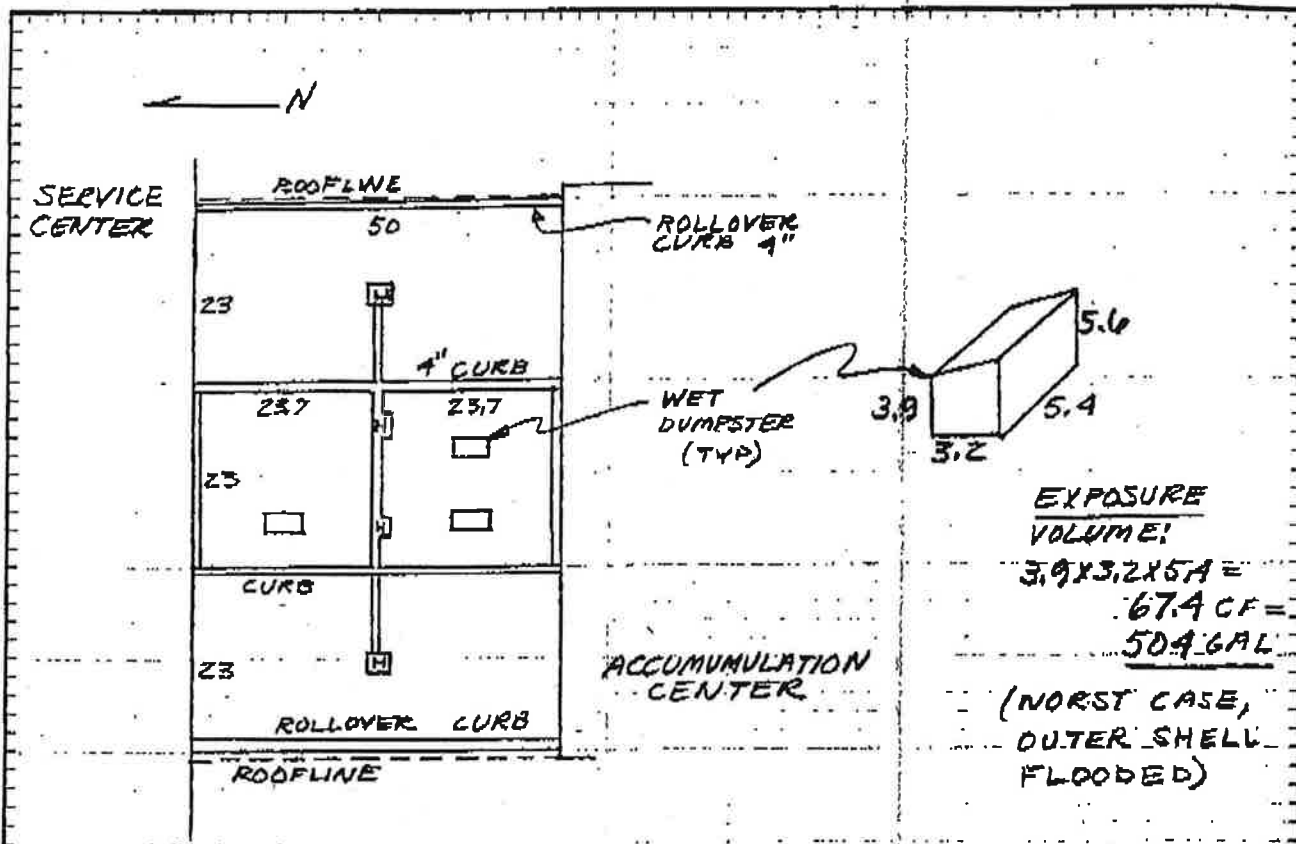 N
SERVICE
CENTER
ROOFLINE
50
ROLLOVER
CURB 4"
23
H
4" CURB
23.7
23.7
H
WET
DUMPSTER
(TYP)
23
H
CURB
23
H
ROLLOVER CURB
ROOFLINE
ACCUMUMULATION
CENTER
5.6
3.9
5.4
3.2
EXPOSURE
VOLUME:
3.9X3.2X5.4 =
67.4 CF =
504 GAL
(WORST CASE,
OUTER SHELL
FLOODED)